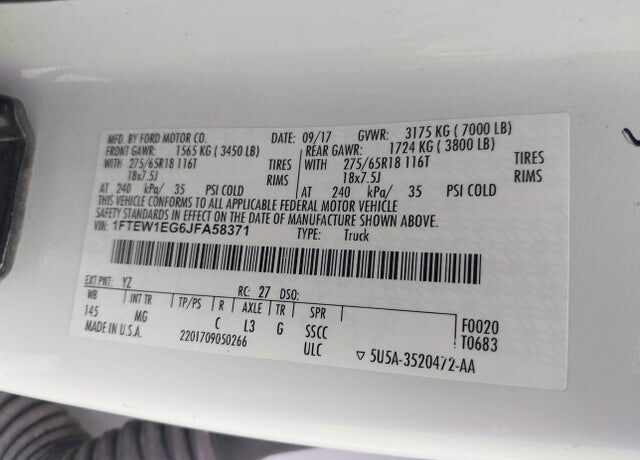 MFD. BY FORD MOTOR CO. DATE: 09/17 GVWR: 3175 KG ( 7000 LB)
FRONT GAWR: 1565 KG ( 3450 LB) REAR GAWR: 1724 KG ( 3800 LB)
WITH 275/65R18 116T TIRES WITH 275/65R18 116T TIRES
18x7.5J RIMS 18x7.5J RIMS
AT 240 kPa/ 35 PSI COLD AT 240 kPa/ 35 PSI COLD
THIS VEHICLE CONFORMS TO ALL APPLICABLE FEDERAL MOTOR VEHICLE
SAFETY STANDARDS IN EFFECT ON THE DATE OF MANUFACTURE SHOWN ABOVE.
VIN: 1FTEW1EG6JFA58371 TYPE: Truck
EXT PNT: YZ RC: 27 DSO:
WB INT TR TP/PS R AXLE TR SPR F0020
145 MG C L3 G SSCC T0683
MADE IN U.S.A. 2201709050266 ULC ▽ 5U5A-3520472-AA